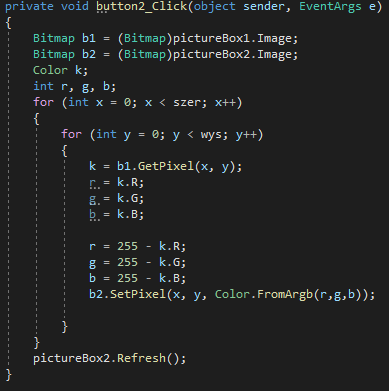 private void button2_Click(object sender, EventArgs e)
{
    Bitmap b1 = (Bitmap)pictureBox1.Image;
    Bitmap b2 = (Bitmap)pictureBox2.Image;
    Color k;
    int r, g, b;
    for (int x = 0; x < szer; x++)
    {
        for (int y = 0; y < wys; y++)
        {
            k = b1.GetPixel(x, y);
            r = k.R;
            g = k.G;
            b = k.B;

            r = 255 - k.R;
            g = 255 - k.G;
            b = 255 - k.B;
            b2.SetPixel(x, y, Color.FromArgb(r,g,b));

        }
    }
    pictureBox2.Refresh();
}